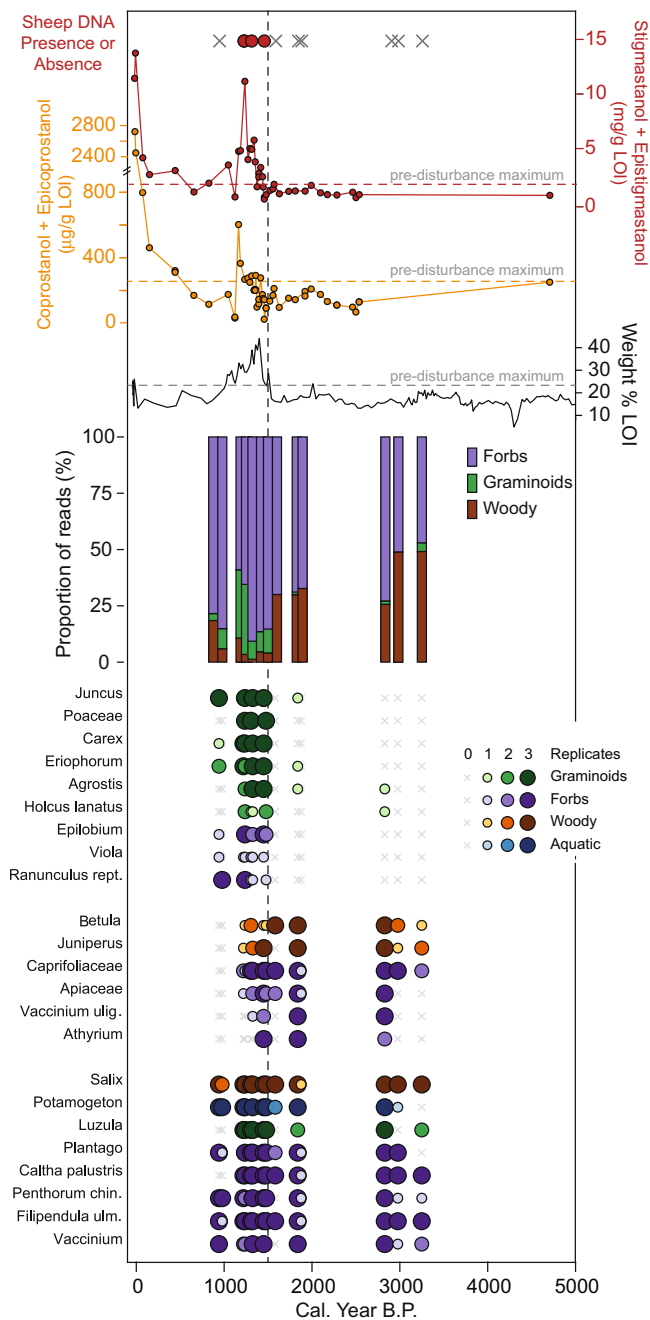 Sheep DNA
Presence or
Absence
15
10
5
0
Stigmastanol + Epistigmastanol
(mg/g LOI)
2800
2400
800
400
0
Coprostanol + Epicoprostanol
(µg/g LOI)
pre-disturbance maximum
pre-disturbance maximum
pre-disturbance maximum
40
30
20
10
Weight % LOI
100
75
50
25
0
Proportion of reads (%)
Forbs
Graminoids
Woody
Juncus
Poaceae
Carex
Eriophorum
Agrostis
Holcus lanatus
Epilobium
Viola
Ranunculus rept.
0 1 2 3 Replicates
Graminoids
Forbs
Woody
Aquatic
Betula
Juniperus
Caprifoliaceae
Apiaceae
Vaccinium ulig.
Athyrium
Salix
Potamogeton
Luzula
Plantago
Caltha palustris
Penthorum chin.
Filipendula ulm.
Vaccinium
0 1000 2000 3000 4000 5000
Cal. Year B.P.